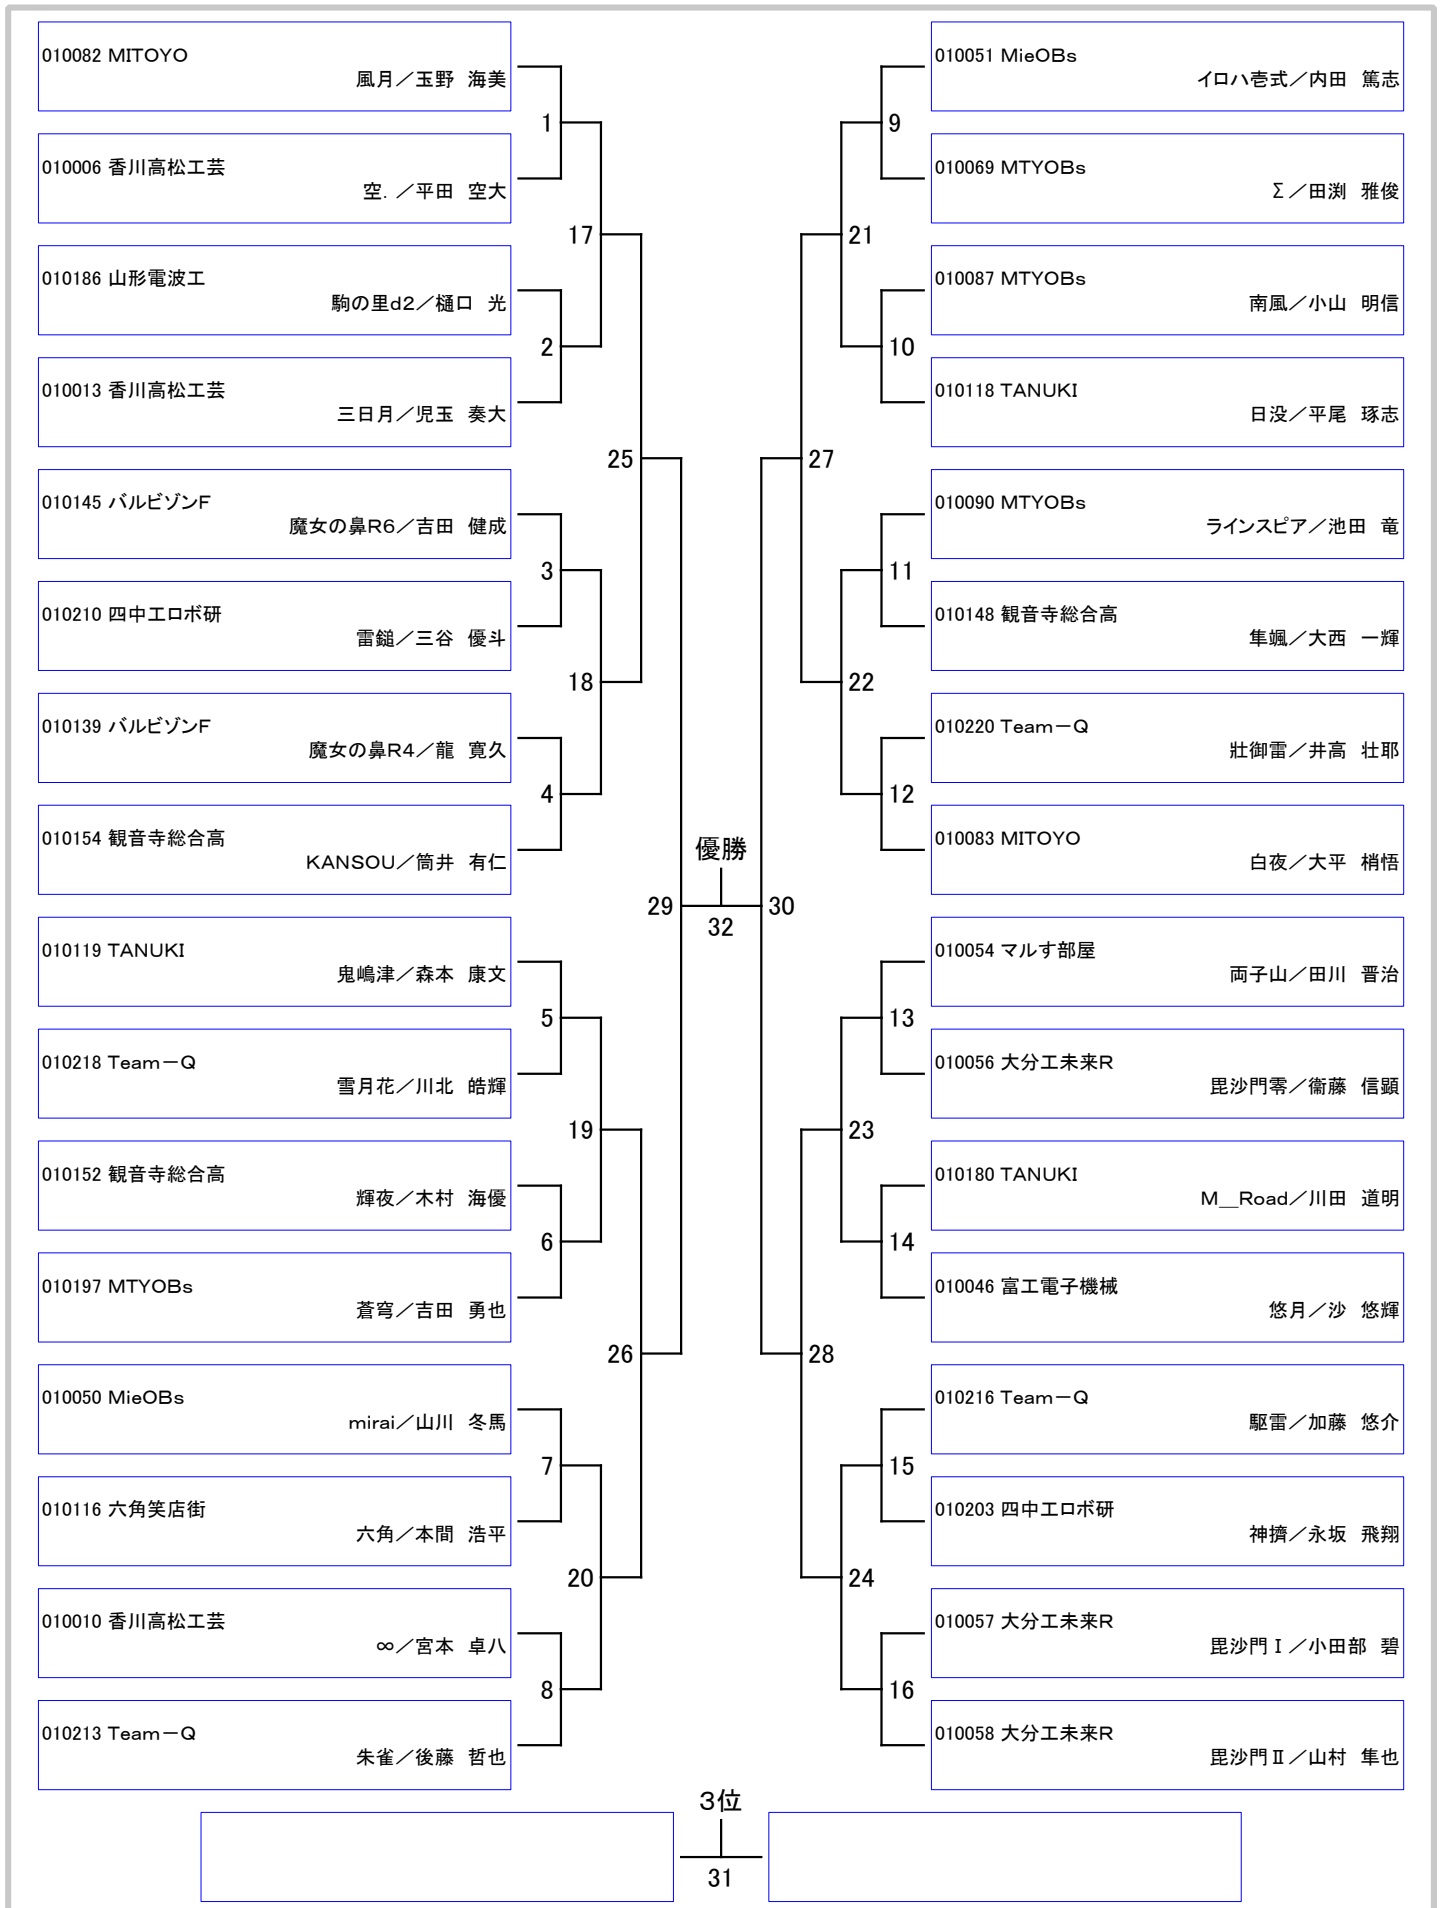 010082 MITOYO
風月／玉野　海美
1
010006 香川高松工芸
空．／平田　空大
17
010186 山形電波工
駒の里d2／樋口　光
2
010013 香川高松工芸
三日月／児玉　奏大
25
010145 バルビゾンF
魔女の鼻R6／吉田　健成
3
010210 四中工ロボ研
雷鎚／三谷　優斗
18
010139 バルビゾンF
魔女の鼻R4／龍　寛久
4
010154 観音寺総合高
KANSOU／筒井　有仁
29
010119 TANUKI
鬼嶋津／森本　康文
5
010218 Team－Q
雪月花／川北　皓輝
19
010152 観音寺総合高
輝夜／木村　海優
6
010197 MTYOBs
蒼穹／吉田　勇也
26
010050 MieOBs
mirai／山川　冬馬
7
010116 六角笑店街
六角／本間　浩平
20
010010 香川高松工芸
∞／宮本　卓八
8
010213 Team－Q
朱雀／後藤　哲也
優勝
32
010051 MieOBs
イロハ壱式／内田　篤志
9
010069 MTYOBs
Σ／田渕　雅俊
21
010087 MTYOBs
南風／小山　明信
10
010118 TANUKI
日没／平尾　琢志
27
010090 MTYOBs
ラインスピア／池田　竜
11
010148 観音寺総合高
隼颯／大西　一輝
22
010220 Team－Q
壯御雷／井高　壮耶
12
010083 MITOYO
白夜／大平　梢悟
30
010054 マルす部屋
両子山／田川　晋治
13
010056 大分工未来R
毘沙門零／衞藤　信顕
23
010180 TANUKI
M＿Road／川田　道明
14
010046 富工電子機械
悠月／沙　悠輝
28
010216 Team－Q
駆雷／加藤　悠介
15
010203 四中工ロボ研
神擠／永坂　飛翔
24
010057 大分工未来R
毘沙門Ⅰ／小田部　碧
16
010058 大分工未来R
毘沙門Ⅱ／山村　隼也
3位
31